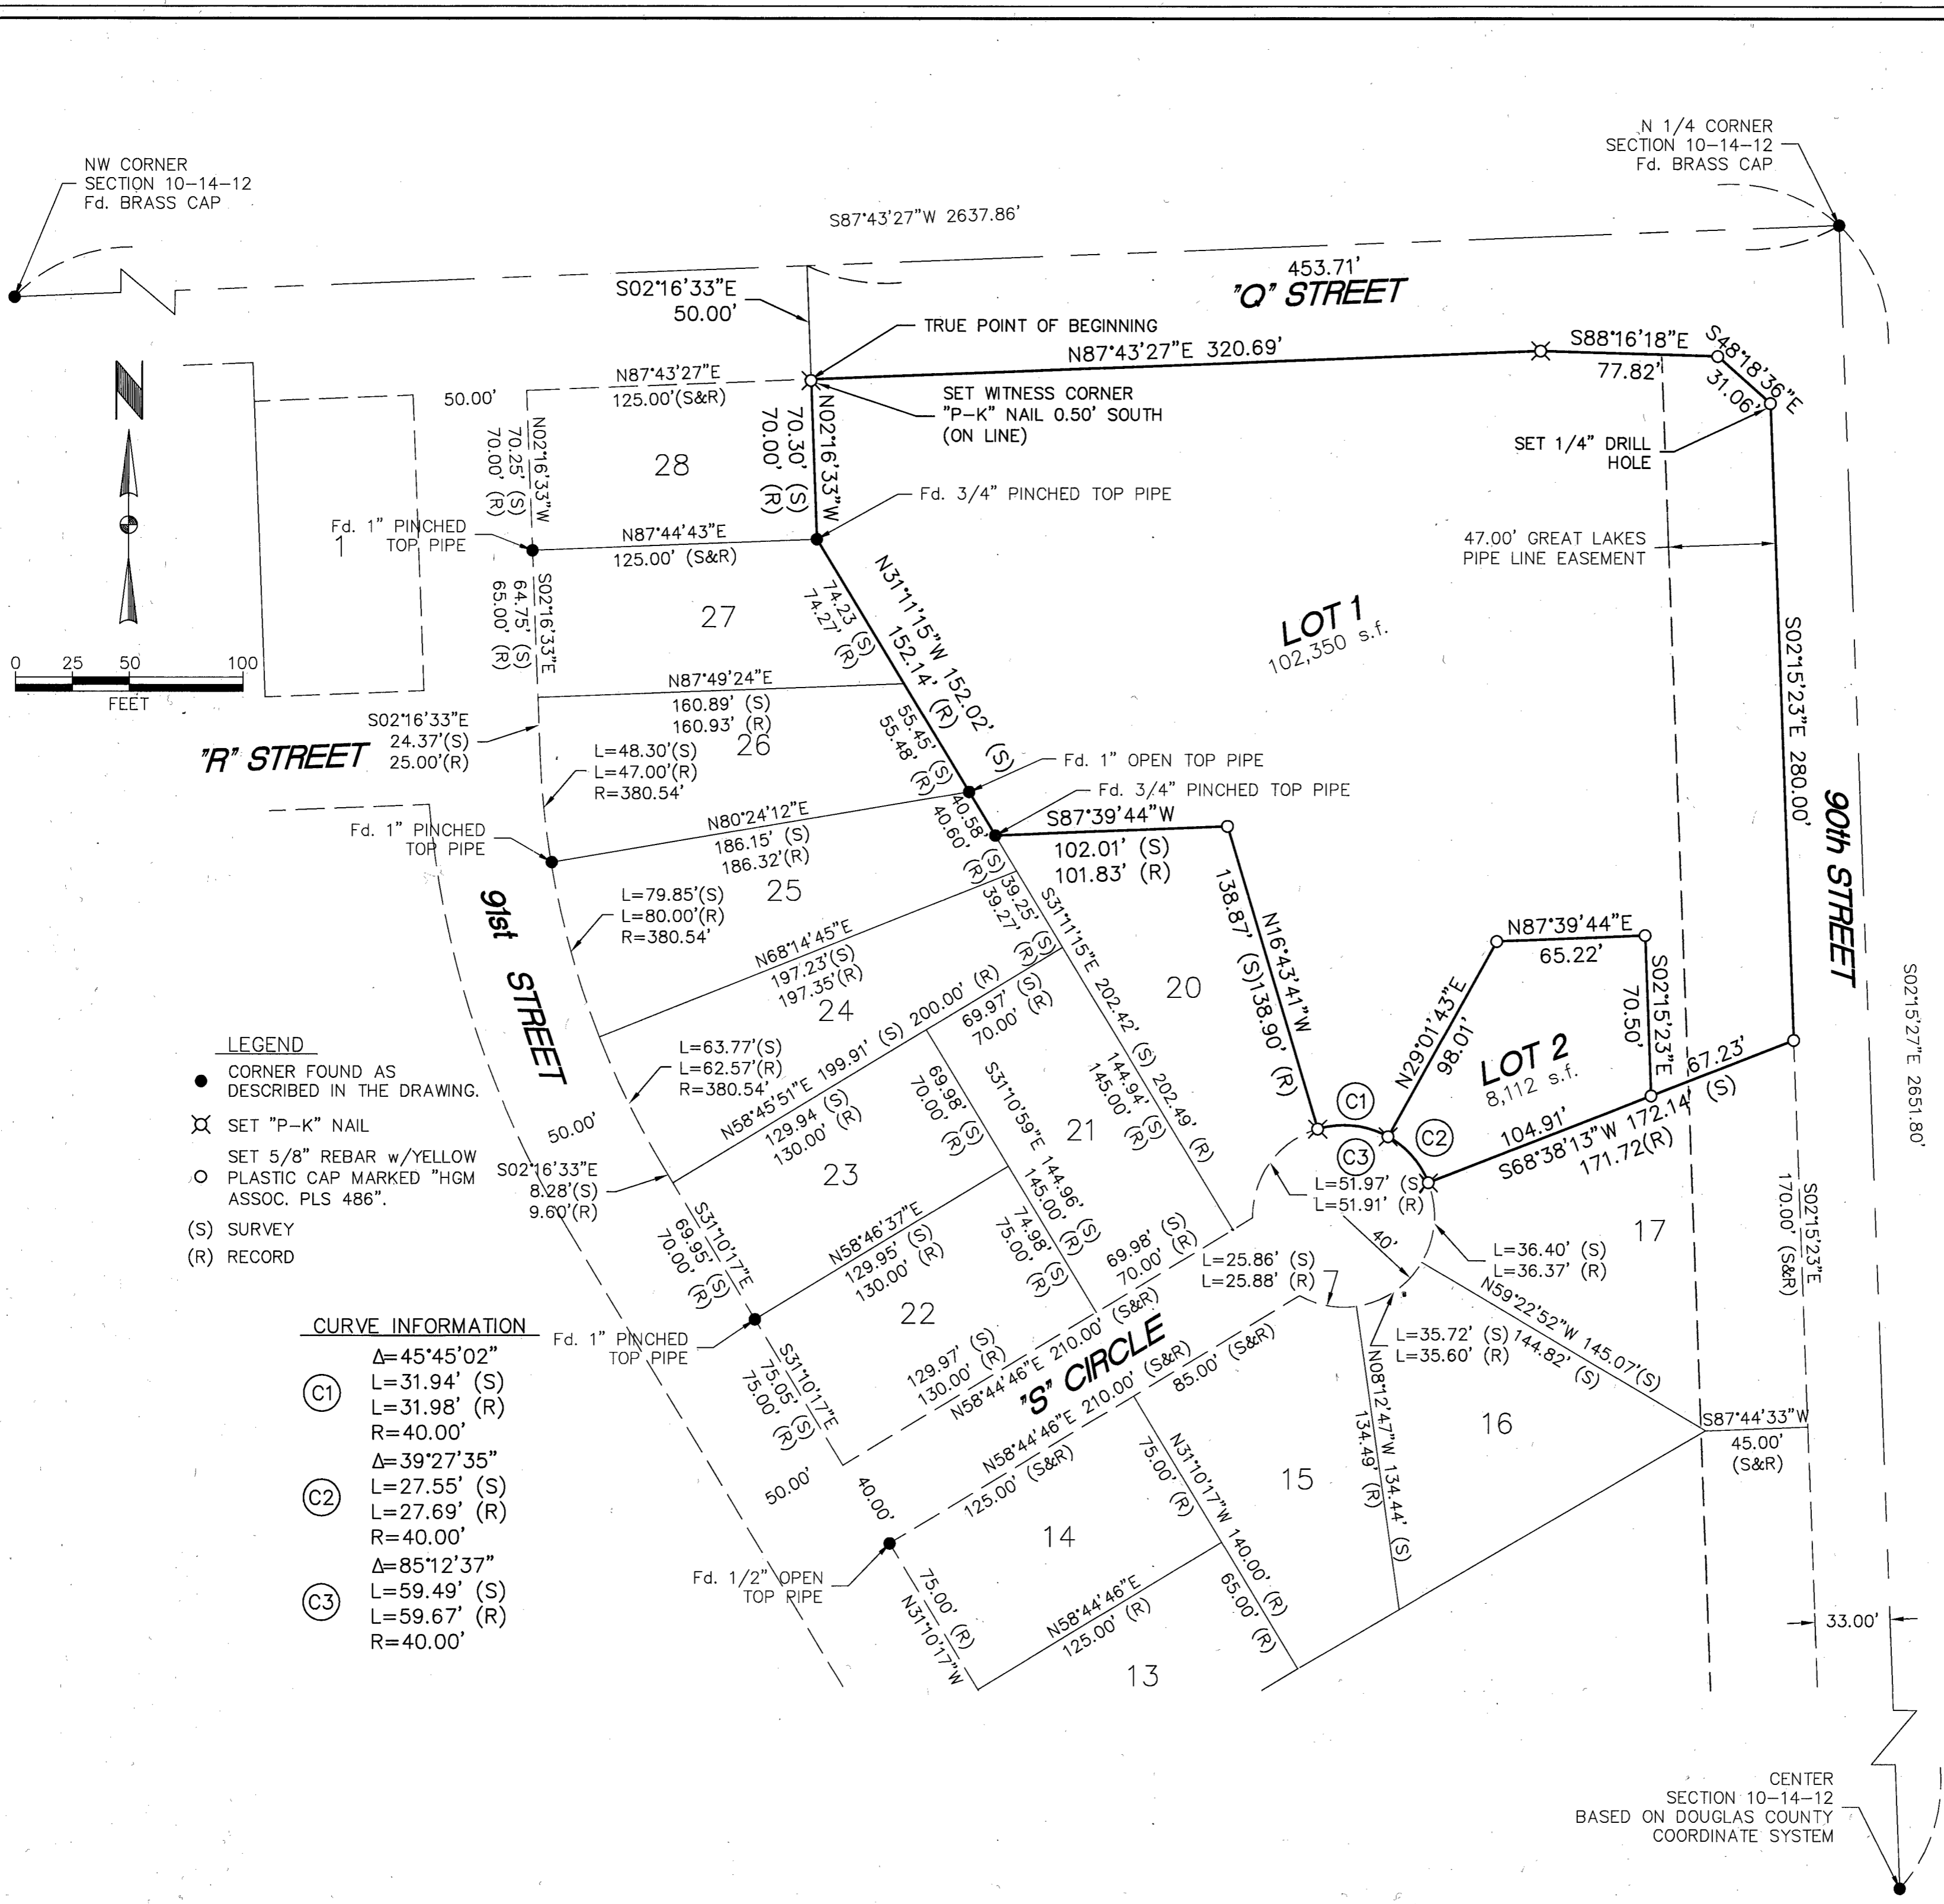 N 1/4 CORNER
SECTION 10-14-12
Fd. BRASS CAP
NW CORNER
SECTION 10-14-12
Fd. BRASS CAP
S87°43'27"W 2637.86'
453.71'
"Q" STREET
S02°16'33"E
50.00'
TRUE POINT OF BEGINNING
N87°43'27"E 320.69'
S88°16'18"E
77.82'
S48°18'36"E
31.06'
N87°43'27"E
125.00'(S&R)
50.00'
SET WITNESS CORNER
"P-K" NAIL 0.50' SOUTH
(ON LINE)
SET 1/4" DRILL
HOLE
N02°16'33"W
70.25' (S)
70.00' (R)
28
N02°16'33"W
70.30' (S)
70.00' (R)
Fd. 3/4" PINCHED TOP PIPE
Fd. 1" PINCHED
TOP PIPE
1
N87°44'43"E
125.00' (S&R)
47.00' GREAT LAKES
PIPE LINE EASEMENT
S02°16'33"E
64.75' (S)
65.00' (R)
27
74.23 (S)
74.27' (R)
N31°11'15"W 152.02' (S)
152.14' (R)
LOT 1
102,350 s.f.
S02°15'23"E 280.00'
0 25 50 100
FEET
N87°49'24"E
160.89' (S)
160.93' (R)
26
55.45' (S)
55.48' (R)
S02°16'33"E
24.37'(S)
25.00'(R)
"R" STREET
L=48.30'(S)
L=47.00'(R)
R=380.54'
Fd. 1" OPEN TOP PIPE
Fd. 3/4" PINCHED TOP PIPE
40.58' (S)
40.60' (R)
S87°39'44"W
102.01' (S)
101.83' (R)
90th STREET
Fd. 1" PINCHED
TOP PIPE
N80°24'12"E
186.15' (S)
186.32'(R)
25
39.25' (S)
39.27' (R)
L=79.85'(S)
L=80.00'(R)
R=380.54'
91st STREET
N68°14'45"E
197.23'(S)
197.35'(R)
24
S31°11'15"E 202.42' (S) 202.49' (R)
20
N16°43'41"W
138.87' (S)138.90' (R)
N87°39'44"E
65.22'
S02°15'23"E
70.50'
N29°01'43"E
98.01'
LOT 2
8,112 s.f.
67.23'
(S)
S02°15'27"E 2651.80'
LEGEND
CORNER FOUND AS
DESCRIBED IN THE DRAWING.
SET "P-K" NAIL
SET 5/8" REBAR w/YELLOW
PLASTIC CAP MARKED "HGM
ASSOC. PLS 486".
(S) SURVEY
(R) RECORD
L=63.77'(S)
L=62.57'(R)
R=380.54'
N58°45'51"E 199.91' (S) 200.00' (R)
129.94 (S)
130.00' (R)
69.97' (S)
70.00' (R)
69.98' (S)
70.00' (R)
S31°10'59"E 144.96' (S)
145.00' (R)
144.94' (S)
145.00' (R)
21
C1
C2
C3
104.91'
S68°38'13"W 172.14'
171.72(R)
50.00'
S02°16'33"E
8.28'(S)
9.60'(R)
23
L=51.97' (S)
L=51.91' (R)
40'
17
S02°15'23"E
170.00' (S&R)
S31°10'17"E
69.95' (S)
70.00' (R)
N58°46'37"E
129.95' (S)
130.00' (R)
74.98' (S)
75.00' (R)
69.98' (S)
70.00' (R)
L=25.86' (S)
L=25.88' (R)
L=36.40' (S)
L=36.37' (R)
22
N59°22'52"W 145.07'(S)
144.82' (S)
L=35.72' (S)
L=35.60' (R)
Fd. 1" PINCHED
TOP PIPE
129.97' (S)
130.00' (R)
N58°44'46"E 210.00' (S&R)
"S" CIRCLE
N58°44'46"E 210.00' (S&R)
125.00' (S&R)
85.00' (S&R)
S31°10'17"E
75.05' (S)
75.00' (R)
N08°12'47"W 134.44' (S)
134.49' (R)
16
S87°44'33"W
45.00'
(S&R)
CURVE INFORMATION
C1
Δ=45°45'02"
L=31.94' (S)
L=31.98' (R)
R=40.00'
C2
Δ=39°27'35"
L=27.55' (S)
L=27.69' (R)
R=40.00'
C3
Δ=85°12'37"
L=59.49' (S)
L=59.67' (R)
R=40.00'
50.00'
40.00'
14
15
N31°10'17"W 140.00' (R)
75.00' (R)
65.00' (R)
Fd. 1/2" OPEN
TOP PIPE
75.00' (R)
N31°10'17"W
N58°44'46"E
125.00' (R)
13
33.00'
CENTER
SECTION 10-14-12
BASED ON DOUGLAS COUNTY
COORDINATE SYSTEM